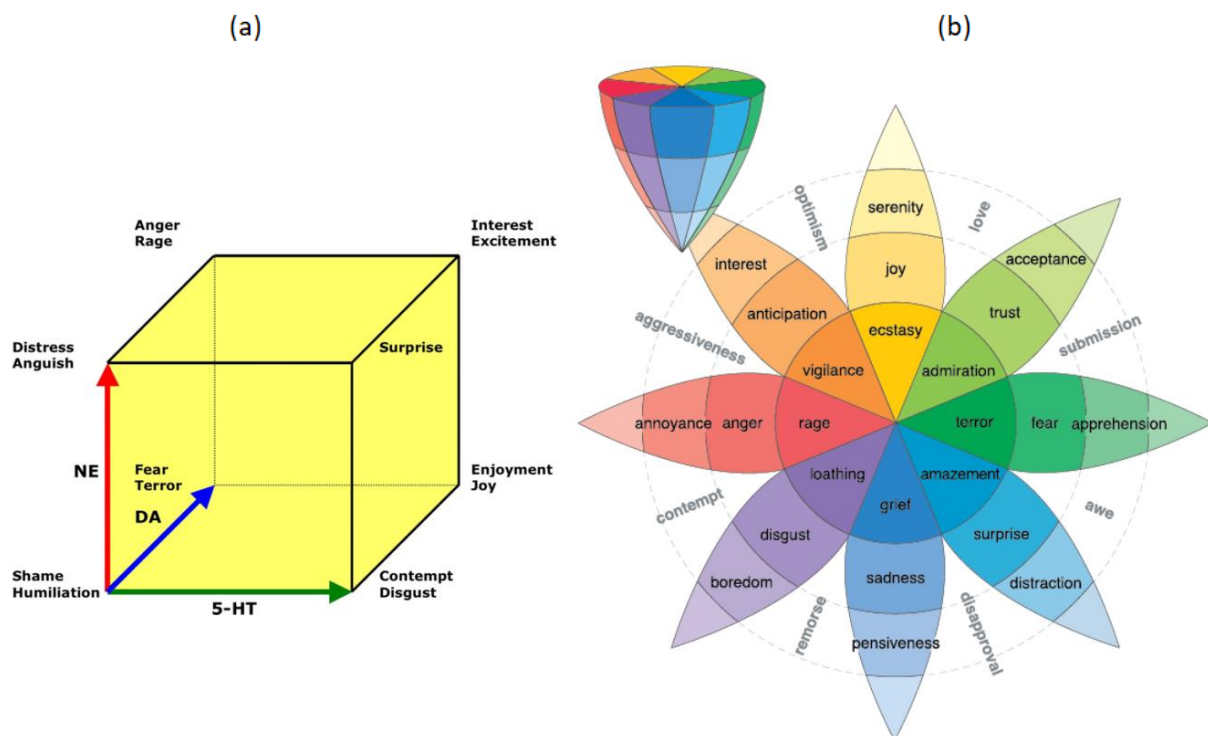 (a)
Anger
Rage
Interest
Excitement
Distress
Anguish
Surprise
NE
Fear
Terror
DA
Enjoyment
Joy
Shame
Humiliation
5-HT
Contempt
Disgust
(b)
optimism
serenity
love
interest
joy
acceptance
anticipation
trust
aggressiveness
ecstasy
submission
vigilance
admiration
annoyance
anger
rage
terror
fear
apprehension
loathing
amazement
contempt
grief
awe
disgust
surprise
boredom
sadness
distraction
remorse
pensiveness
disapproval